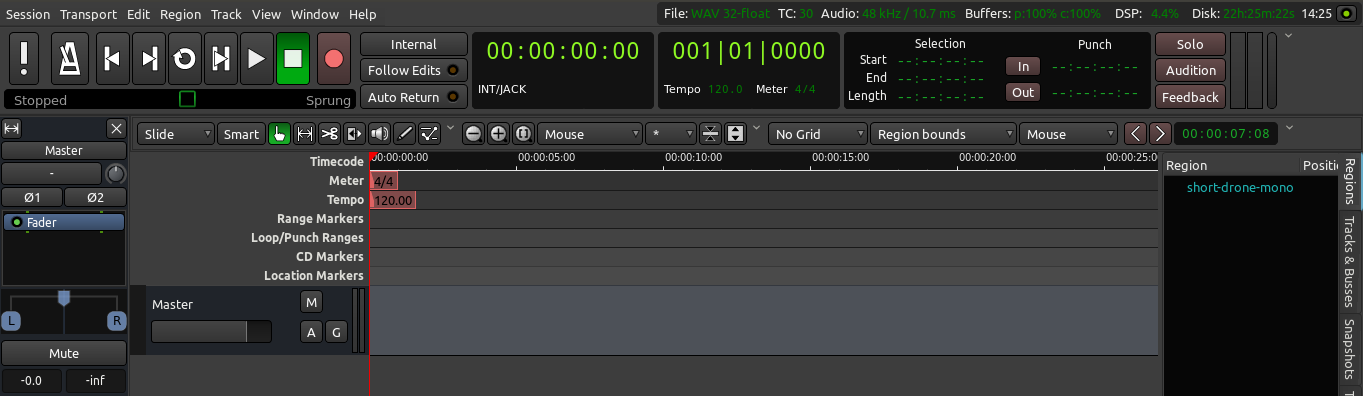 Session Transport Edit Region Track View Window Help File: WAV 32-float TC: 30 Audio: 48 kHz / 10.7 ms Buffers: p:100% c:100% DSP: 4.4% Disk: 22h:25m:22s 14:25
Internal
Follow Edits
Auto Return
Stopped Sprung
00:00:00:00
INT/JACK
001|01|0000
Tempo 120.0 Meter 4/4
Selection Punch
Start --:--:--:--
End --:--:--:--
Length --:--:--:--
In --:--:--:--
Out --:--:--:--
Solo
Audition
Feedback
Slide Smart Mouse * No Grid Region bounds Mouse 00:00:07:08
Master
-
Ø1 Ø2
Fader
L R
Mute
-0.0 -inf
Timecode 00:00:00:00 00:00:05:00 00:00:10:00 00:00:15:00 00:00:20:00 00:00:25:0
Meter 4/4
Tempo 120.00
Range Markers
Loop/Punch Ranges
CD Markers
Location Markers
Master M
A G
Region Positi
short-drone-mono
Regions
Tracks & Busses
Snapshots